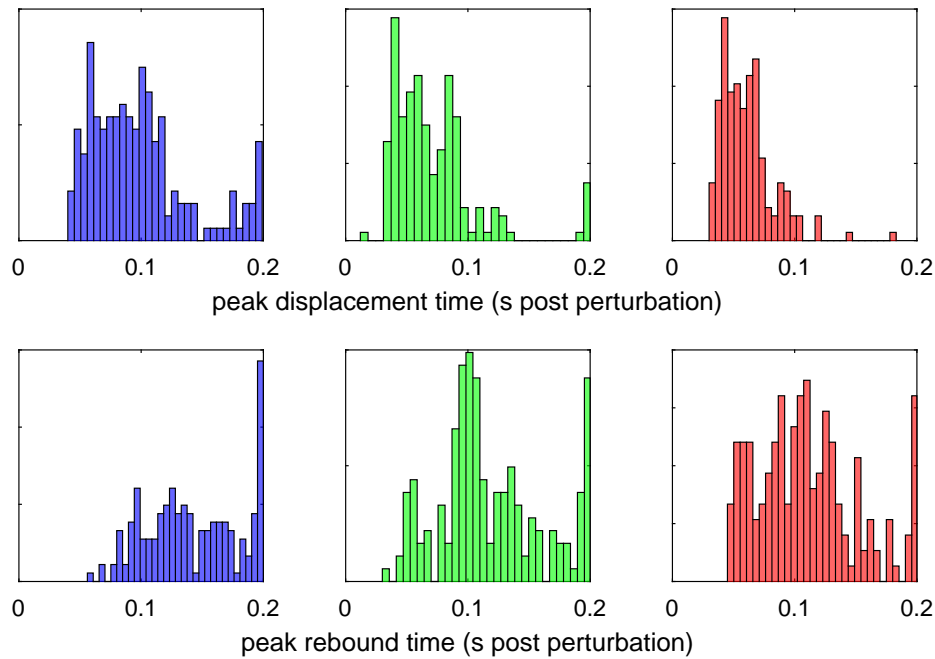 0 0.1 0.2 0 0.1 0.2 0 0.1 0.2
peak displacement time (s post perturbation)
0 0.1 0.2 0 0.1 0.2 0 0.1 0.2
peak rebound time (s post perturbation)